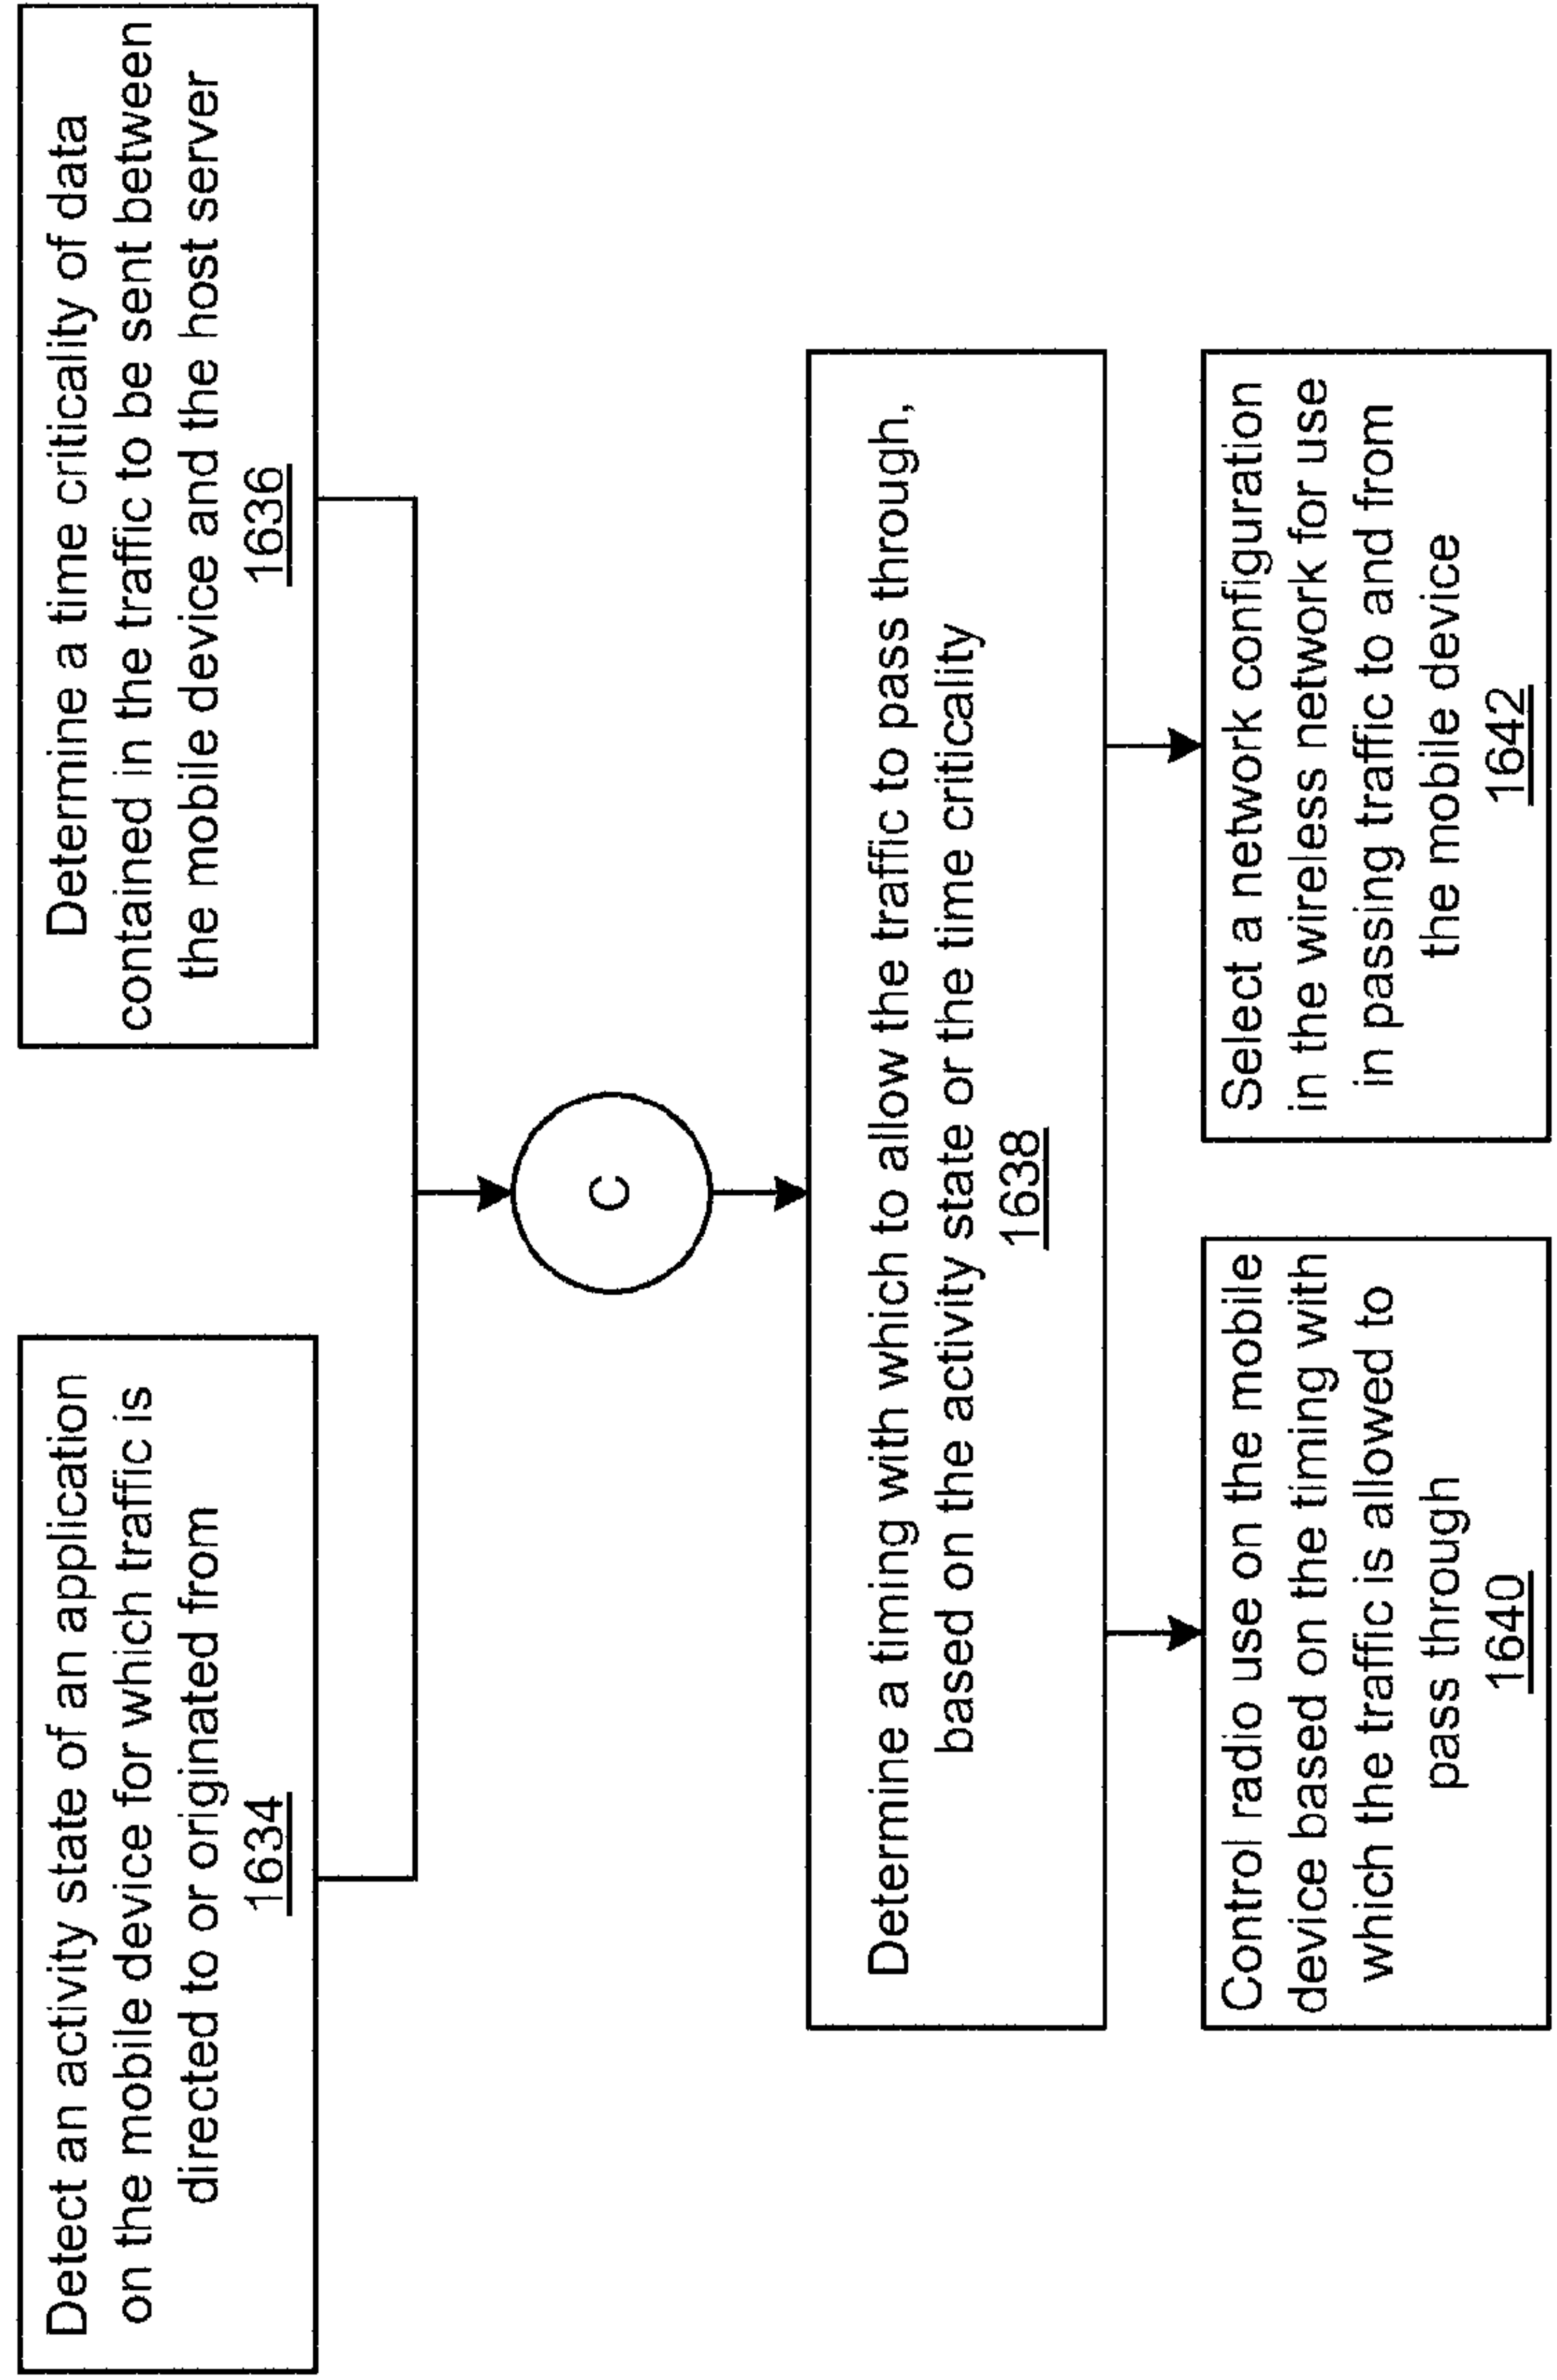 Detect an activity state of an application
on the mobile device for which traffic is
directed to or originated from
1634
Determine a time criticality of data
contained in the traffic to be sent between
the mobile device and the host server
1636
C
Determine a timing with which to allow the traffic to pass through,
based on the activity state or the time criticality
1638
Control radio use on the mobile
device based on the timing with
which the traffic is allowed to
pass through
1640
Select a network configuration
in the wireless network for use
in passing traffic to and from
the mobile device
1642